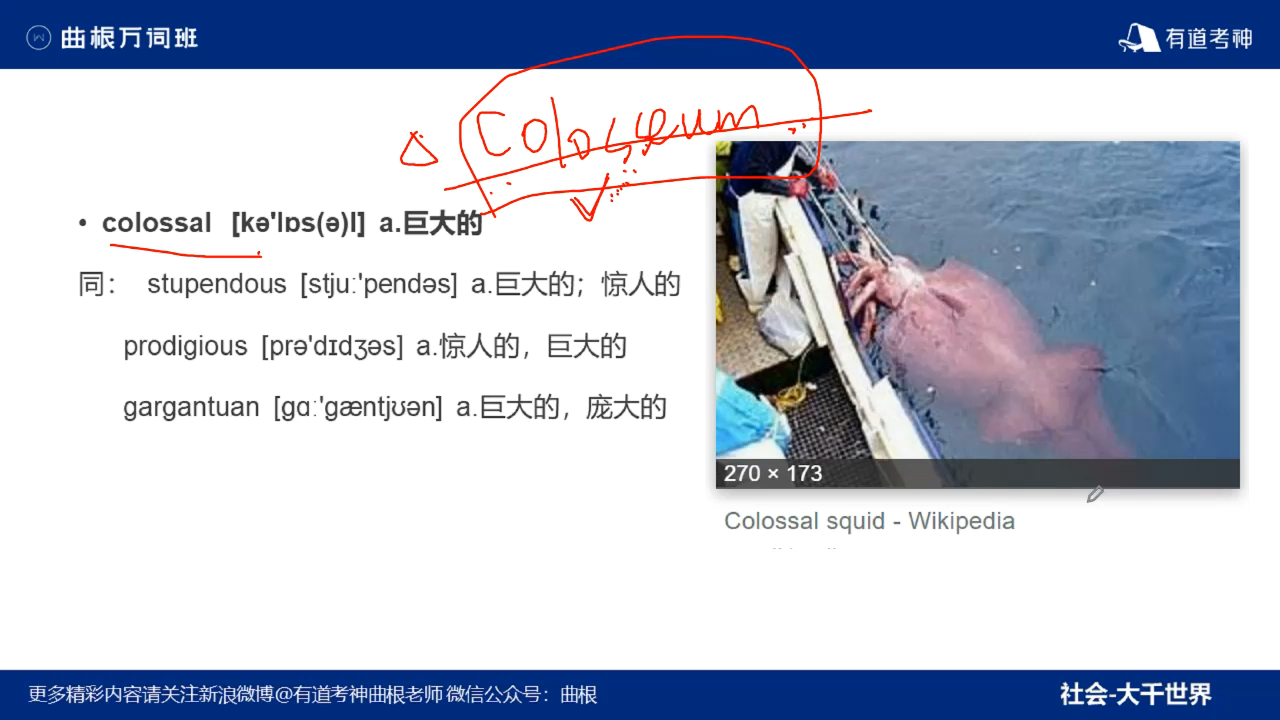 曲根万词班
有道考神
Colosseum
• colossal [kə'lɒs(ə)l] a.巨大的
同： stupendous [stjuː'pendəs] a.巨大的；惊人的
prodigious [prə'dɪdʒəs] a.惊人的，巨大的
gargantuan [ɡɑː'ɡæntjʊən] a.巨大的，庞大的
270 × 173
Colossal squid - Wikipedia
更多精彩内容请关注新浪微博@有道考神曲根老师 微信公众号：曲根
社会-大千世界